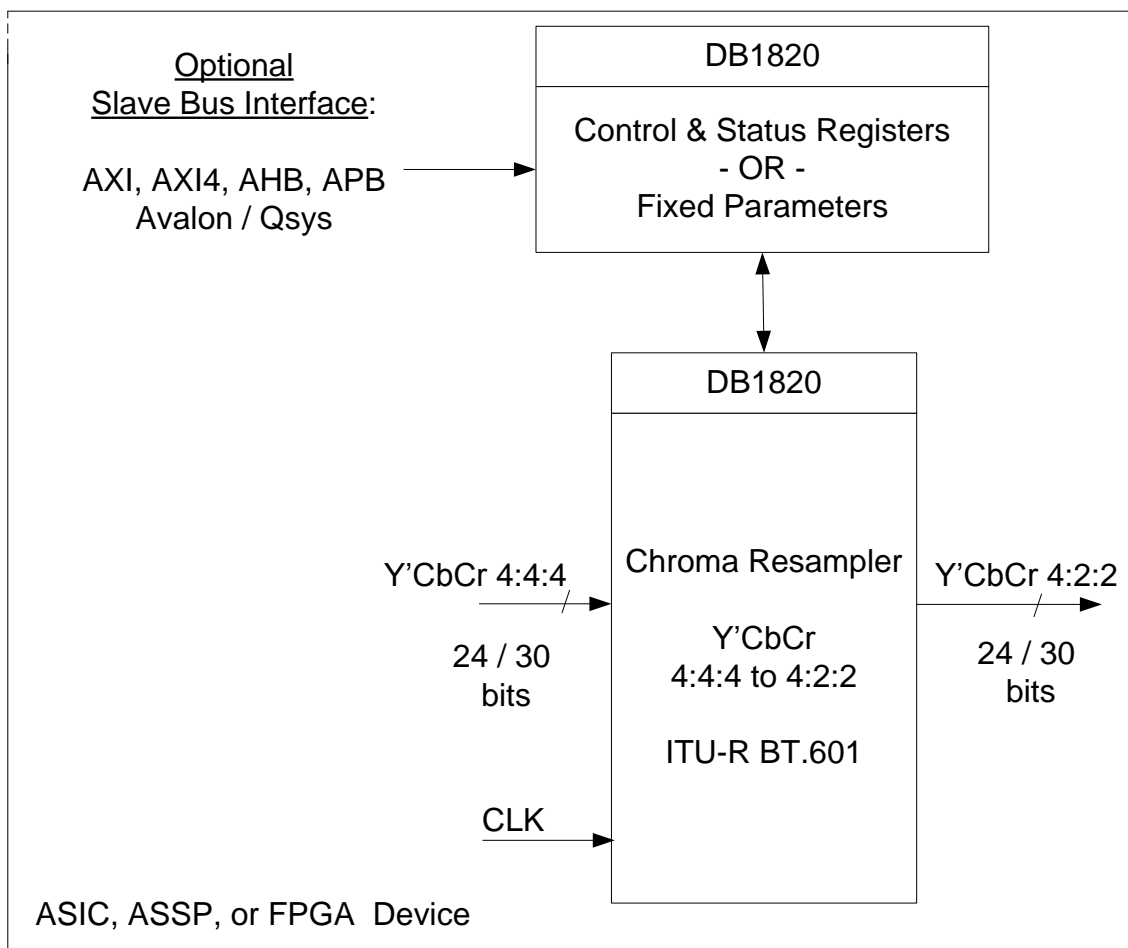 Optional
Slave Bus Interface:
AXI, AXI4, AHB, APB
Avalon / Qsys
DB1820
Control & Status Registers
- OR -
Fixed Parameters
DB1820
Chroma Resampler
Y’CbCr
4:4:4 to 4:2:2
ITU-R BT.601
Y’CbCr 4:4:4
24 / 30
bits
Y’CbCr 4:2:2
24 / 30
bits
CLK
ASIC, ASSP, or FPGA Device